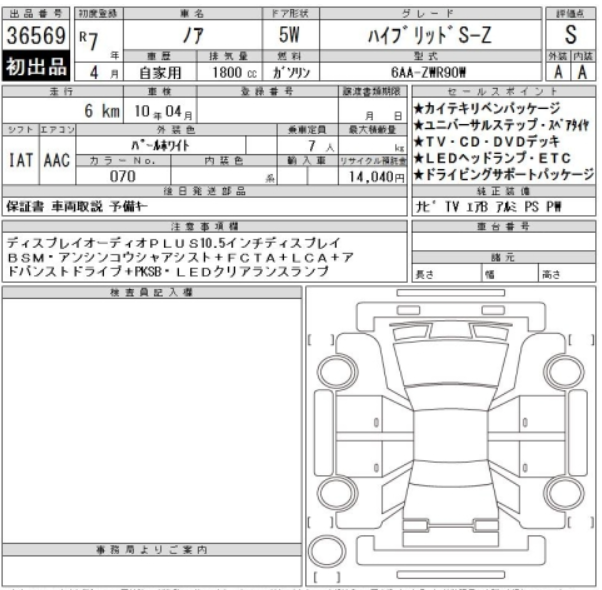 出品番号 初度登録 車名 ドア形状 グレード 評価点
36569 R7年 ノア 5W ハイブリッドS-Z S
初出品 車歴 排気量 燃料 型式 外装 内装
4月 自家用 1800cc ガソリン 6AA-ZWR90W A A
走行 車検 登録番号 譲渡書類期限 セールスポイント
6km 10年04月 月 日
★カイテキリベンパッケージ
★ユニバーサルステップ・スペアタイヤ
★TV・CD・DVDデッキ
★LEDヘッドランプ・ETC
★ドライビングサポートパッケージ
シフト エアコン 外装色 乗車定員 最大積載量
IAT AAC パールホワイト 7人 kg
カラーNo. 内装色 輸入車 リサイクル預託金
070 系 14,040円
後日発送部品 純正装備
保証書 車両取説 予備キー ナビ TV エアB アルミ PS PW
注意事項欄 車台番号
ディスプレイオーディオPLUS10.5インチディスプレイ
BSM・アンシンコウシャアシスト+FCTA+LCA+ア
ドバンストドライブ+PKSB・LEDクリアランスランプ
諸元
長さ 幅 高さ
検査員記入欄
事務局よりご案内